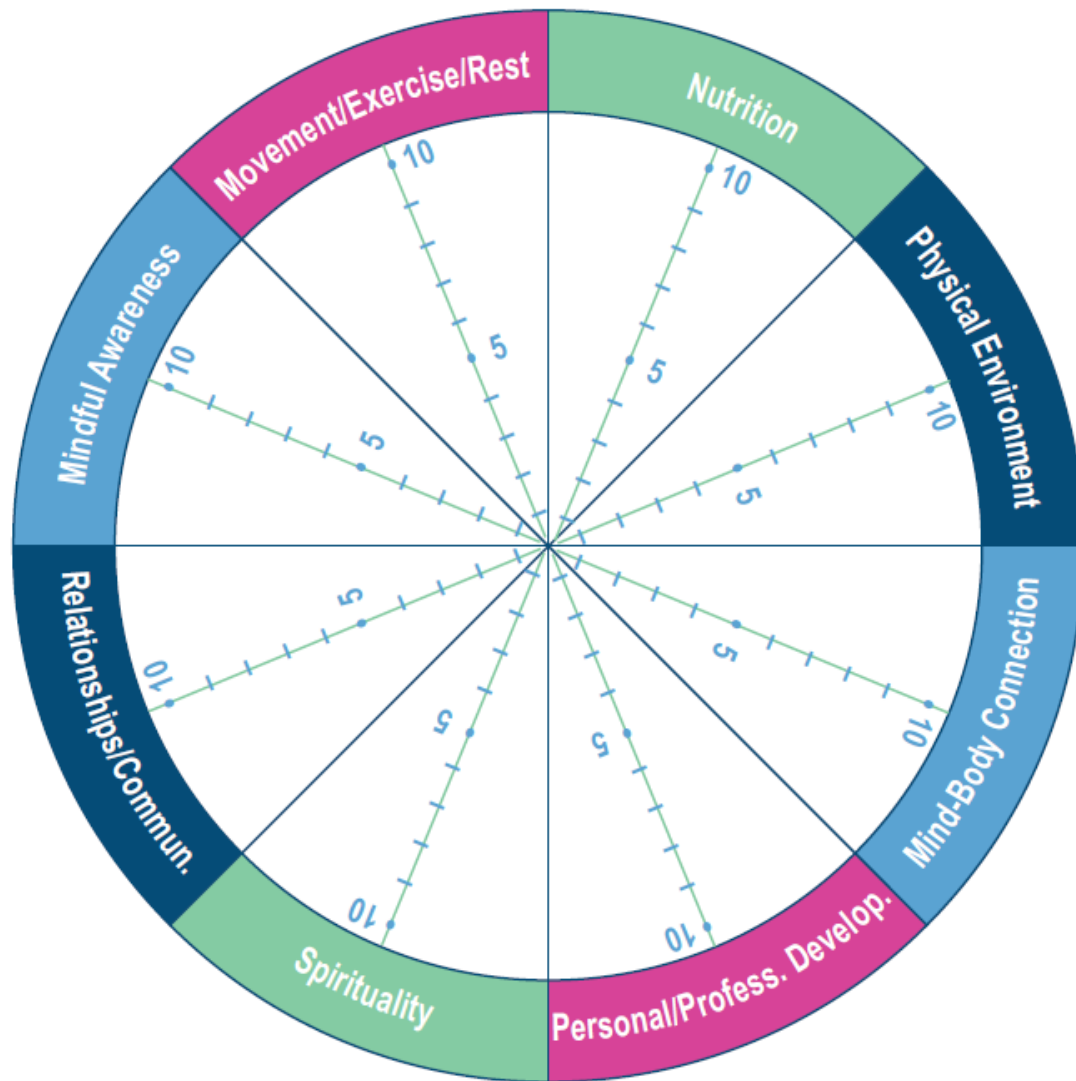 Movement/Exercise/Rest
Nutrition
Physical Environment
Mind-Body Connection
Personal/Profess. Develop.
Spirituality
Relationships/Commun.
Mindful Awareness
10
5
10
5
10
5
10
5
10
5
10
5
10
5
10
5